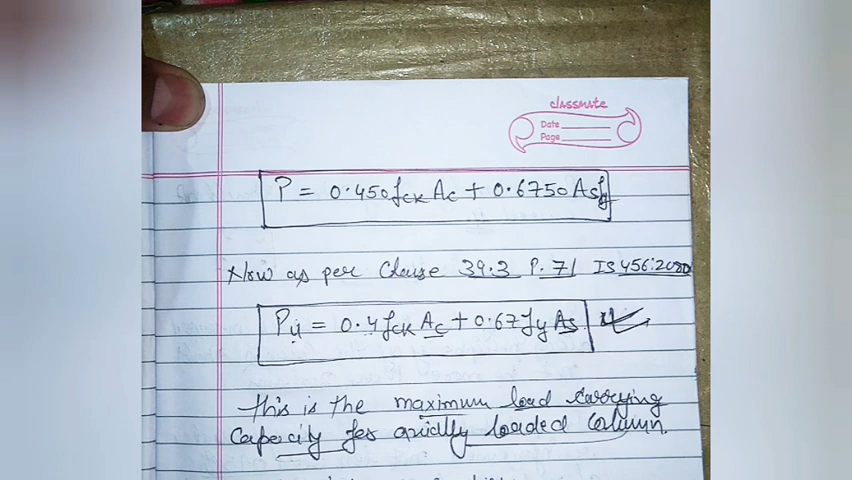 classmate
Date
Page
P = 0.450 fck Ac + 0.6750 Asfy
Now as per Clause 39.3 P. 71 IS 456:2000
Pu = 0.4 fck Ac + 0.67 fy As
this is the maximum load carrying
capacity for axially loaded column.